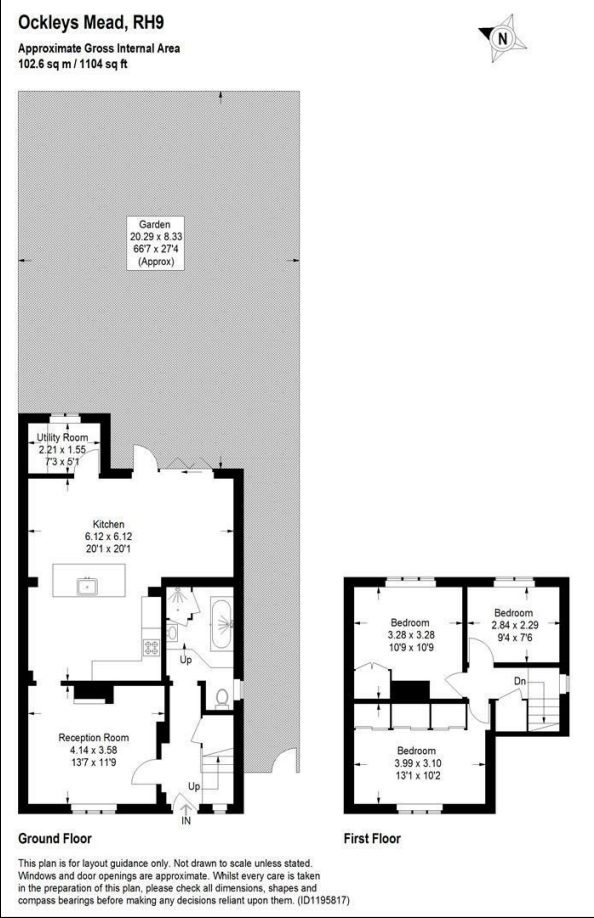 Ockleys Mead, RH9
Approximate Gross Internal Area
102.6 sq m / 1104 sq ft
N
Garden
20.29 x 8.33
66'7 x 27'4
(Approx)
Utility Room
2.21 x 1.55
7'3 x 5'1
Kitchen
6.12 x 6.12
20'1 x 20'1
Up
Reception Room
4.14 x 3.58
13'7 x 11'9
Up
IN
Bedroom
3.28 x 3.28
10'9 x 10'9
Bedroom
2.84 x 2.29
9'4 x 7'6
Dn
Bedroom
3.99 x 3.10
13'1 x 10'2
Ground Floor
First Floor
This plan is for layout guidance only. Not drawn to scale unless stated.
Windows and door openings are approximate. Whilst every care is taken
in the preparation of this plan, please check all dimensions, shapes and
compass bearings before making any decisions reliant upon them. (ID1195817)